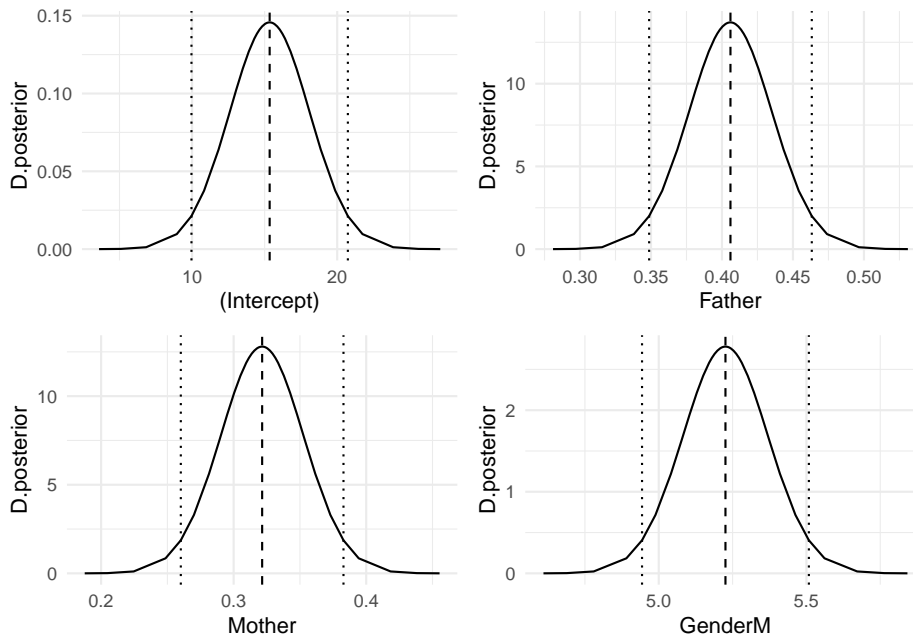 D.posterior
0.15
0.10
0.05
0.00
10 20
(Intercept)
D.posterior
10
5
0
0.30 0.35 0.40 0.45 0.50
Father
D.posterior
10
5
0
0.2 0.3 0.4
Mother
D.posterior
2
1
0
5.0 5.5
GenderM